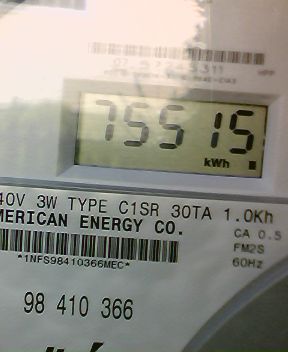 75515
kWh
40V 3W TYPE C1SR 30TA 1.0Kh
MERICAN ENERGY CO.
CA 0.5
*1NFS98410366MEC*
FM2S
60Hz
98 410 366